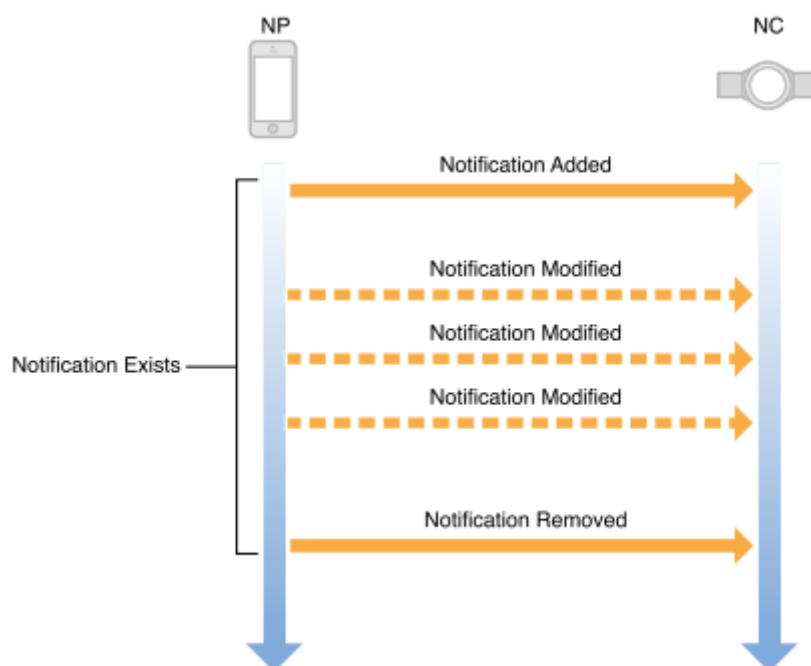 NP
NC
Notification Added
Notification Modified
Notification Modified
Notification Exists
Notification Modified
Notification Removed